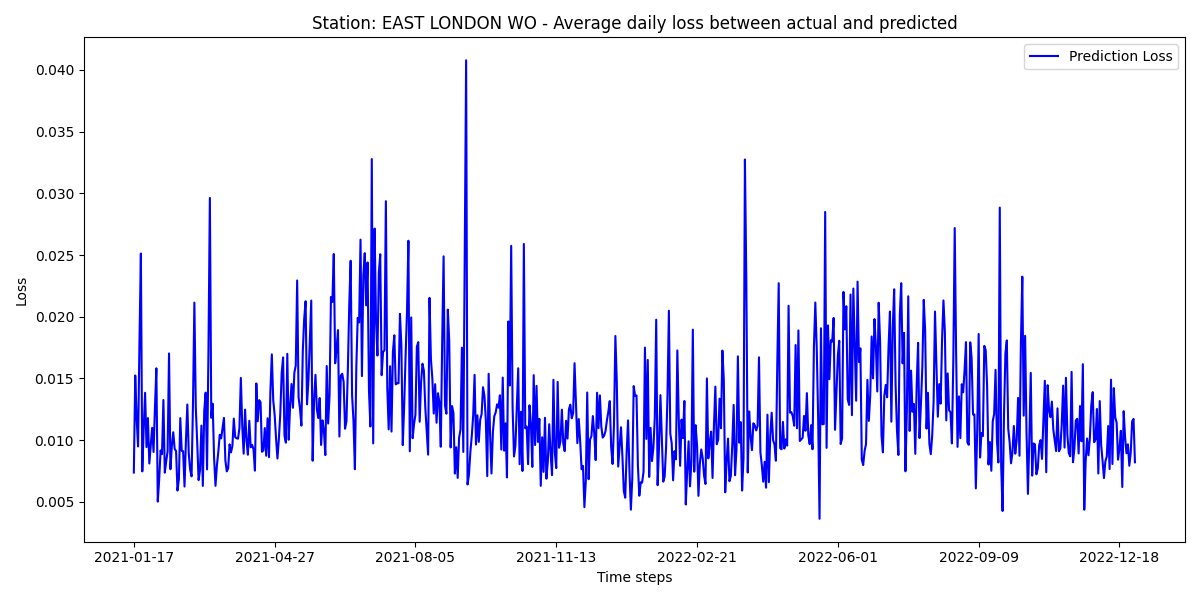 Station: EAST LONDON WO - Average daily loss between actual and predicted
Prediction Loss
Loss
0.040
0.035
0.030
0.025
0.020
0.015
0.010
0.005
2021-01-17 2021-04-27 2021-08-05 2021-11-13 2022-02-21 2022-06-01 2022-09-09 2022-12-18
Time steps